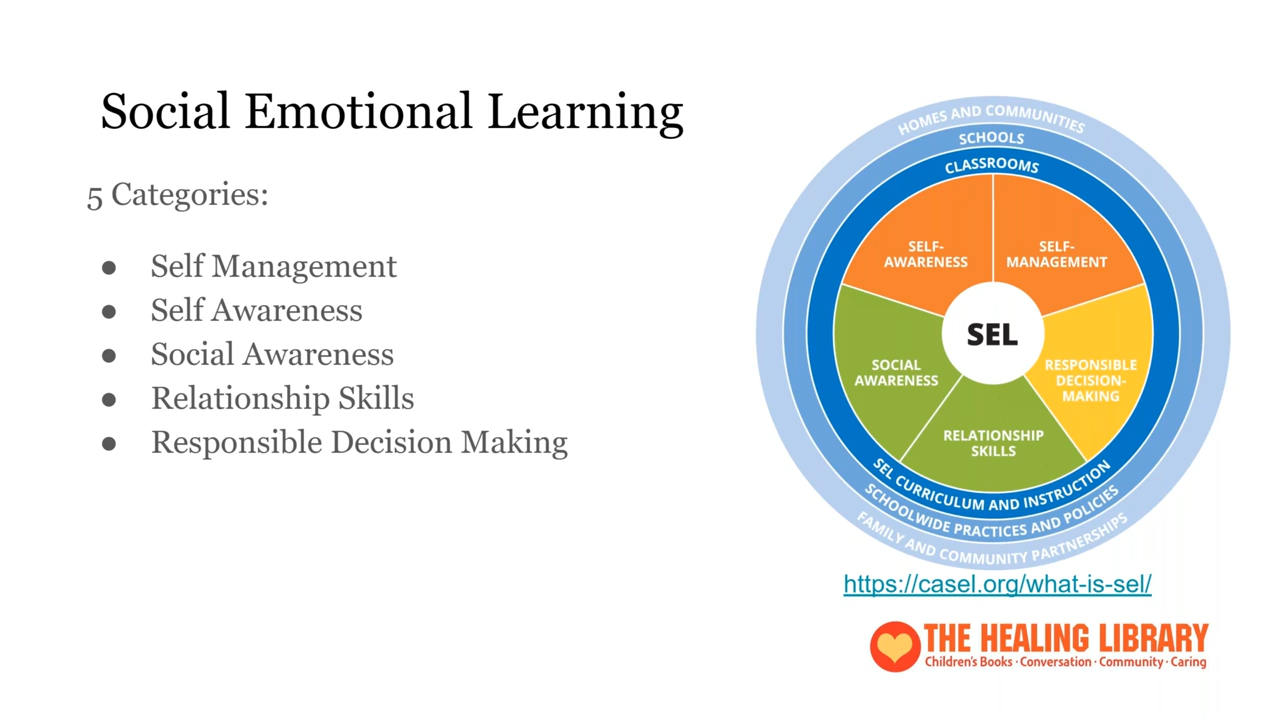 Social Emotional Learning
5 Categories:
● Self Management
● Self Awareness
● Social Awareness
● Relationship Skills
● Responsible Decision Making
HOMES AND COMMUNITIES
SCHOOLS
CLASSROOMS
SELF-
AWARENESS
SELF-
MANAGEMENT
SEL
SOCIAL
AWARENESS
RESPONSIBLE
DECISION-
MAKING
RELATIONSHIP
SKILLS
SEL CURRICULUM AND INSTRUCTION
SCHOOLWIDE PRACTICES AND POLICIES
FAMILY AND COMMUNITY PARTNERSHIPS
https://casel.org/what-is-sel/
THE HEALING LIBRARY
Children's Books · Conversation · Community · Caring